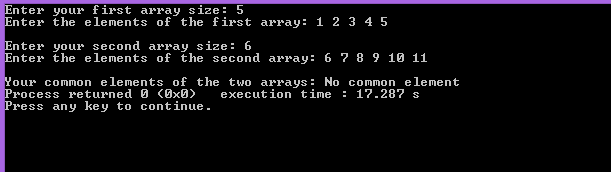 Enter your first array size: 5
Enter the elements of the first array: 1 2 3 4 5
Enter your second array size: 6
Enter the elements of the second array: 6 7 8 9 10 11
Your common elements of the two arrays: No common element
Process returned 0 (0x0)   execution time : 17.287 s
Press any key to continue.